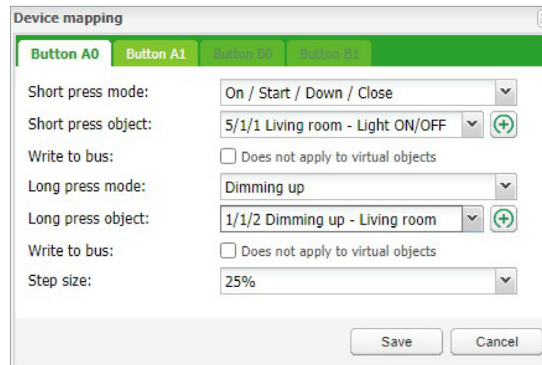 Device mapping
Button A0 Button A1 Button B0 Button B1
Short press mode: On / Start / Down / Close
Short press object: 5/1/1 Living room - Light ON/OFF
Write to bus: Does not apply to virtual objects
Long press mode: Dimming up
Long press object: 1/1/2 Dimming up - Living room
Write to bus: Does not apply to virtual objects
Step size: 25%
Save Cancel